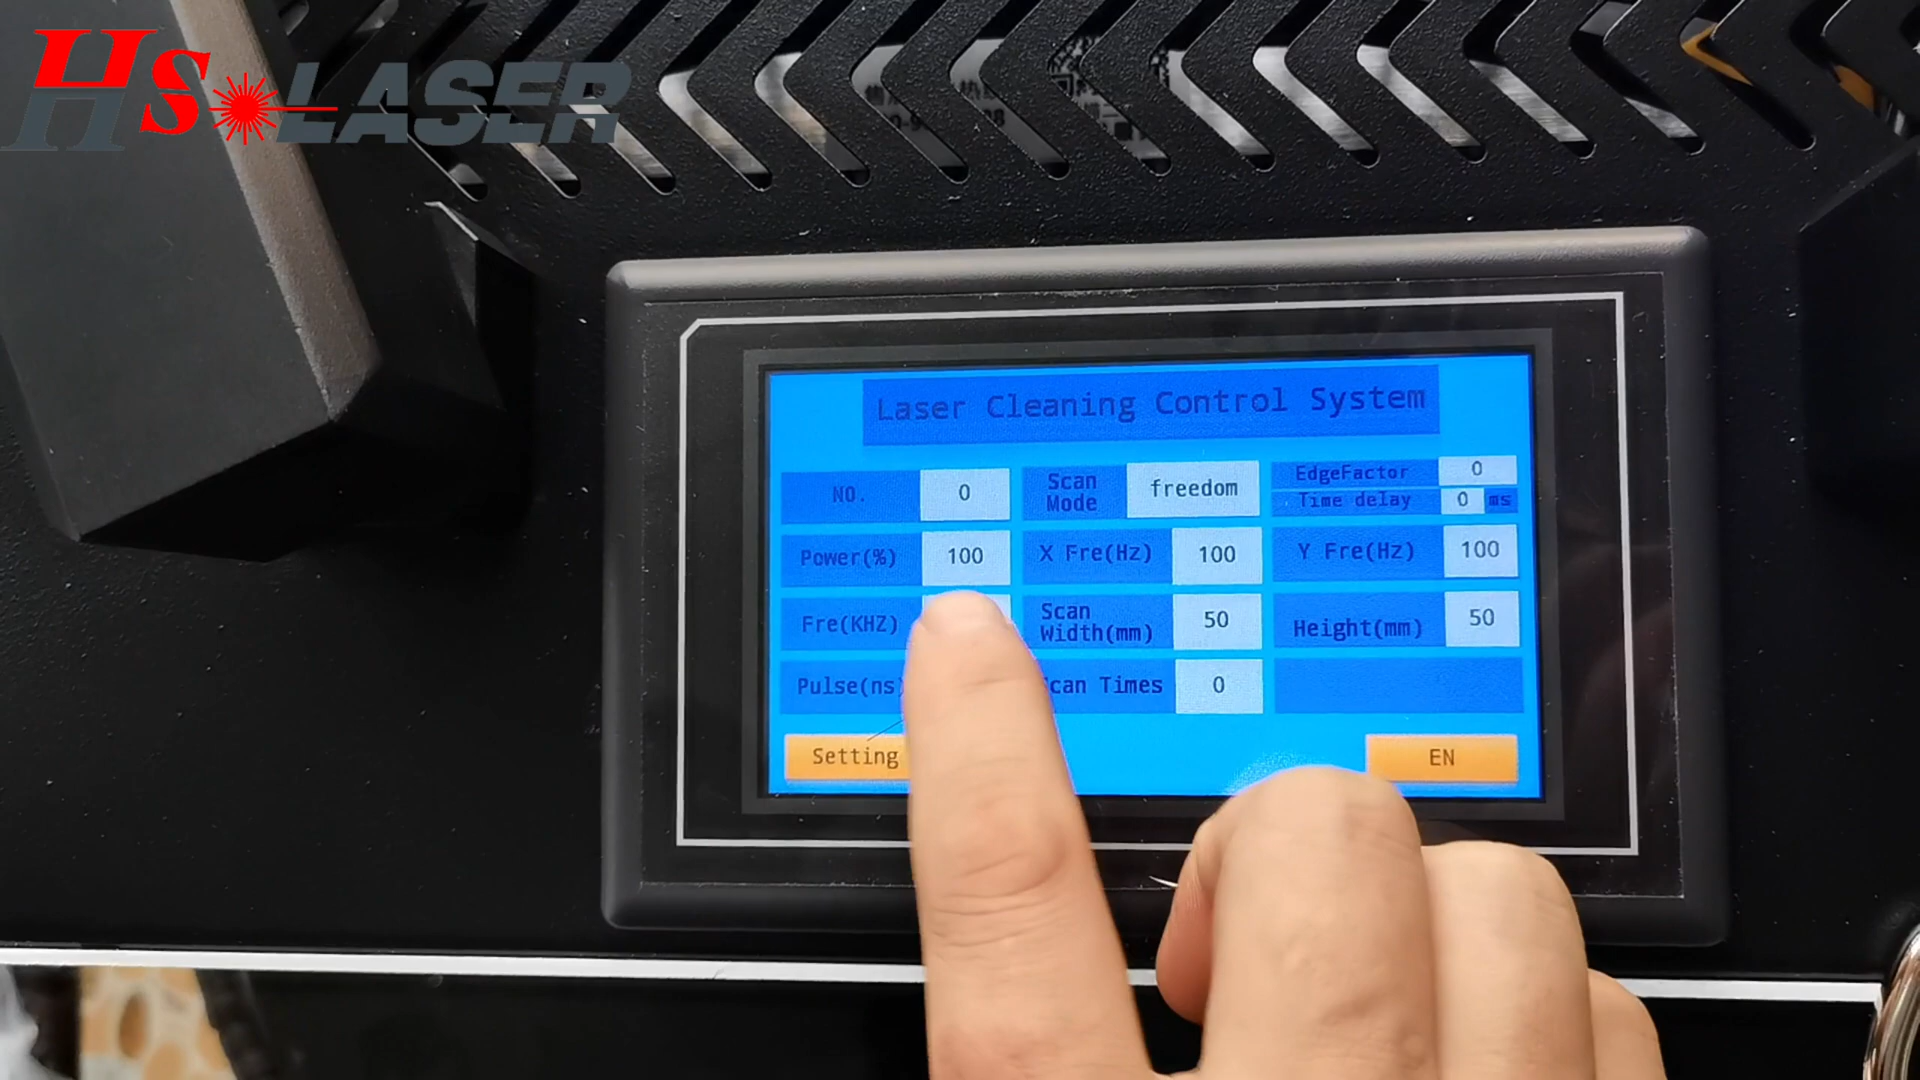 HS LASER
Laser Cleaning Control System
NO. 0
Scan Mode freedom
EdgeFactor 0
Time delay 0 ms
Power(%) 100
X Fre(Hz) 100
Y Fre(Hz) 100
Fre(KHZ)
Scan Width(mm) 50
Height(mm) 50
Pulse(ns)
Scan Times 0
Setting
EN